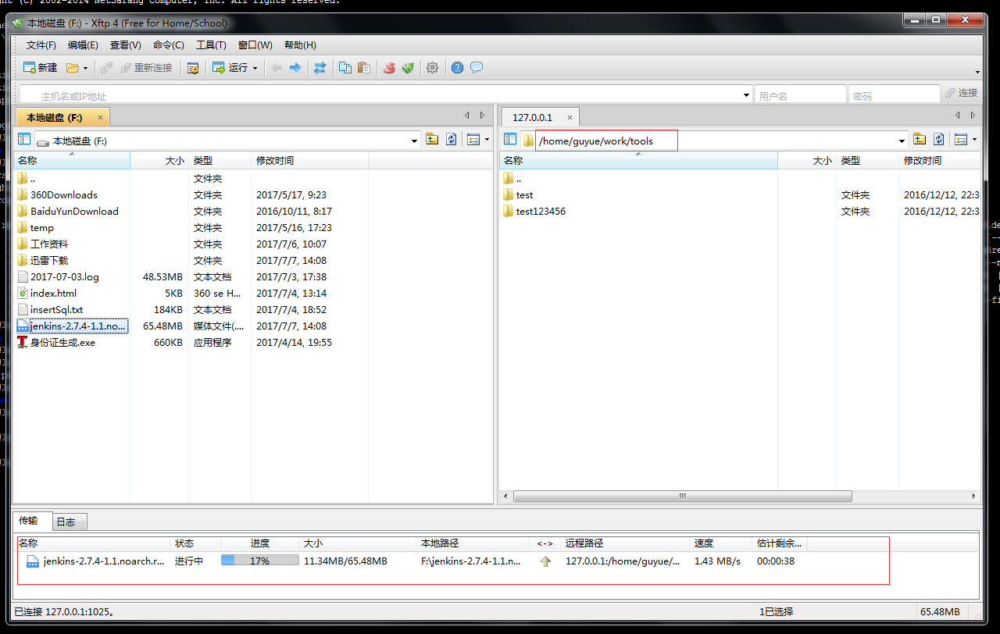 ght (C) 2002-2014 NetSarang Computer, Inc. All rights reserved.
本地磁盘 (F:) - Xftp 4 (Free for Home/School)
文件(F) 编辑(E) 查看(V) 命令(C) 工具(T) 窗口(W) 帮助(H)
新建 重新连接 运行
主机名或IP地址 用户名 密码 连接
本地磁盘 (F:) × 127.0.0.1 ×
本地磁盘 (F:) /home/guyue/work/tools
名称 大小 类型 修改时间 名称 大小 类型 修改时间
.. 文件夹 ..
360Downloads 文件夹 2017/5/17, 9:23 test 文件夹 2016/12/12, 22:3
BaiduYunDownload 文件夹 2016/10/11, 8:17 test123456 文件夹 2016/12/12, 22:3
temp 文件夹 2017/5/16, 17:23
工作资料 文件夹 2017/7/6, 10:07
迅雷下载 文件夹 2017/7/7, 14:08
2017-07-03.log 48.53MB 文本文档 2017/7/3, 17:38
index.html 5KB 360 se H... 2017/7/4, 13:14
insertSql.txt 184KB 文本文档 2017/7/4, 18:52
jenkins-2.7.4-1.1.no... 65.48MB 媒体文件(.... 2017/7/7, 14:08
身份证生成.exe 660KB 应用程序 2017/4/14, 19:55
传输 日志
名称 状态 进度 大小 本地路径 <-> 远程路径 速度 估计剩余...
jenkins-2.7.4-1.1.noarch.r... 进行中 17% 11.34MB/65.48MB F:\jenkins-2.7.4-1.1.n... 127.0.0.1:/home/guyue/... 1.43 MB/s 00:00:38
已连接 127.0.0.1:1025。 1已选择 65.48MB